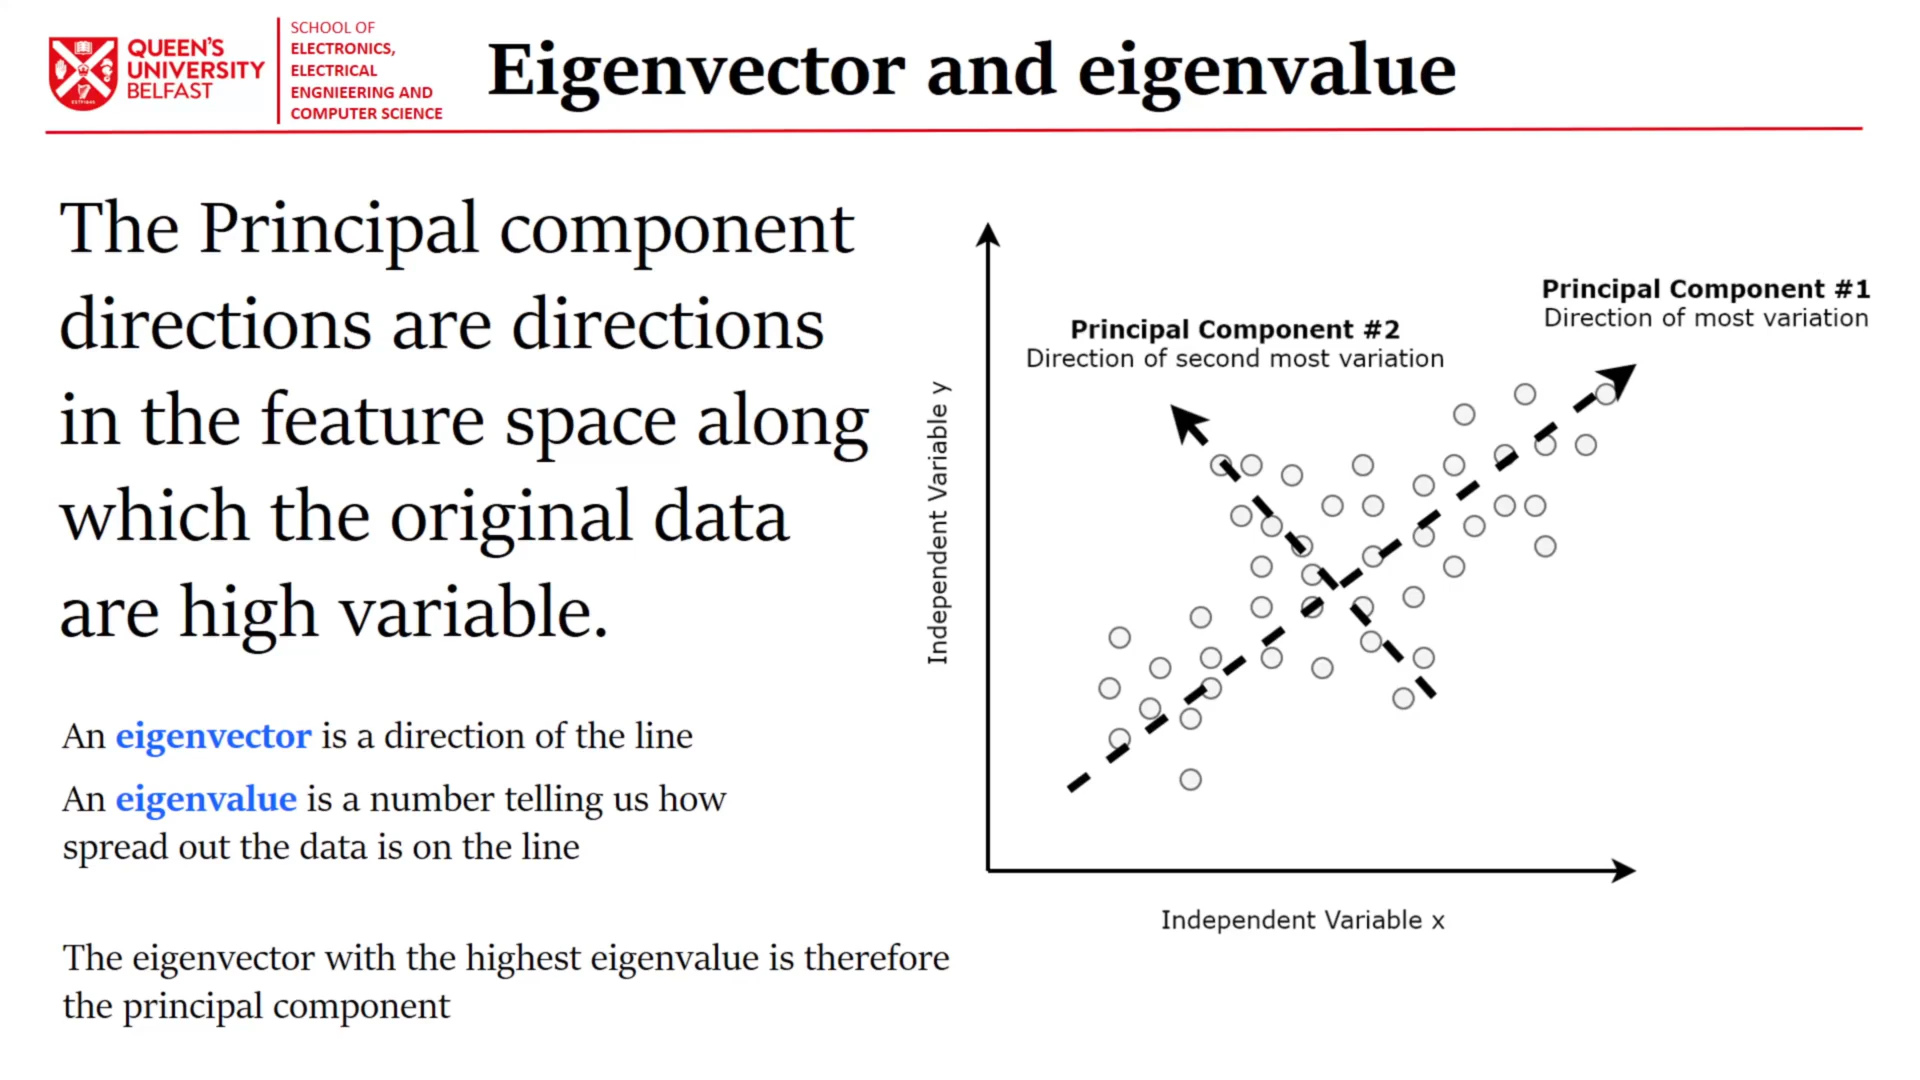 QUEEN'S
UNIVERSITY
BELFAST
ESTP1845
SCHOOL OF
ELECTRONICS,
ELECTRICAL
ENGNIEERING AND
COMPUTER SCIENCE
Eigenvector and eigenvalue
The Principal component
directions are directions
in the feature space along
which the original data
are high variable.
An eigenvector is a direction of the line
An eigenvalue is a number telling us how
spread out the data is on the line
The eigenvector with the highest eigenvalue is therefore
the principal component
Principal Component #1
Direction of most variation
Principal Component #2
Direction of second most variation
Independent Variable y
Independent Variable x